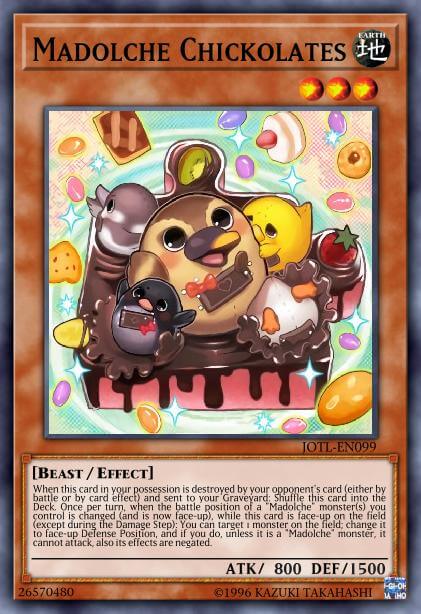 MADOLCHE CHICKOLATES
EARTH
地
JOTL-EN099
[BEAST / EFFECT]
When this card in your possession is destroyed by your opponent's card (either by
battle or by card effect) and sent to your Graveyard: Shuffle this card into the
Deck. Once per turn, when the battle position of a "Madolche" monster(s) you
control is changed (and is now face-up), while this card is face-up on the field
(except during the Damage Step): You can target 1 monster on the field; change it
to face-up Defense Position, and if you do, unless it is a "Madolche" monster, it
cannot attack, also its effects are negated.
ATK/ 800 DEF/1500
26570480
©1996 KAZUKI TAKAHASHI